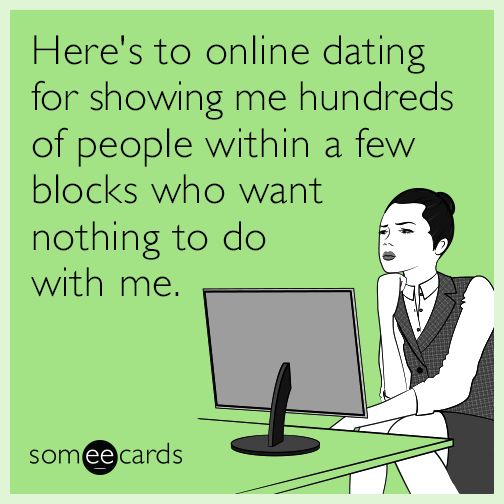 Here's to online dating
for showing me hundreds
of people within a few
blocks who want
nothing to do
with me.
someecards